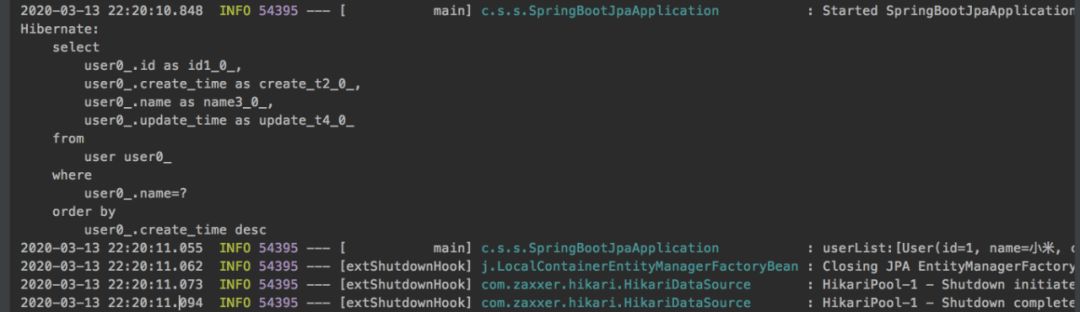 2020-03-13 22:20:10.848  INFO 54395 --- [           main] c.s.s.SpringBootJpaApplication           : Started SpringBootJpaApplication
Hibernate:
    select
        user0_.id as id1_0_,
        user0_.create_time as create_t2_0_,
        user0_.name as name3_0_,
        user0_.update_time as update_t4_0_
    from
        user user0_
    where
        user0_.name=?
    order by
        user0_.create_time desc
2020-03-13 22:20:11.055  INFO 54395 --- [           main] c.s.s.SpringBootJpaApplication           : userList:[User(id=1, name=小米, c
2020-03-13 22:20:11.062  INFO 54395 --- [extShutdownHook] j.LocalContainerEntityManagerFactoryBean : Closing JPA EntityManagerFactory
2020-03-13 22:20:11.073  INFO 54395 --- [extShutdownHook] com.zaxxer.hikari.HikariDataSource       : HikariPool-1 - Shutdown initiate
2020-03-13 22:20:11.094  INFO 54395 --- [extShutdownHook] com.zaxxer.hikari.HikariDataSource       : HikariPool-1 - Shutdown complete